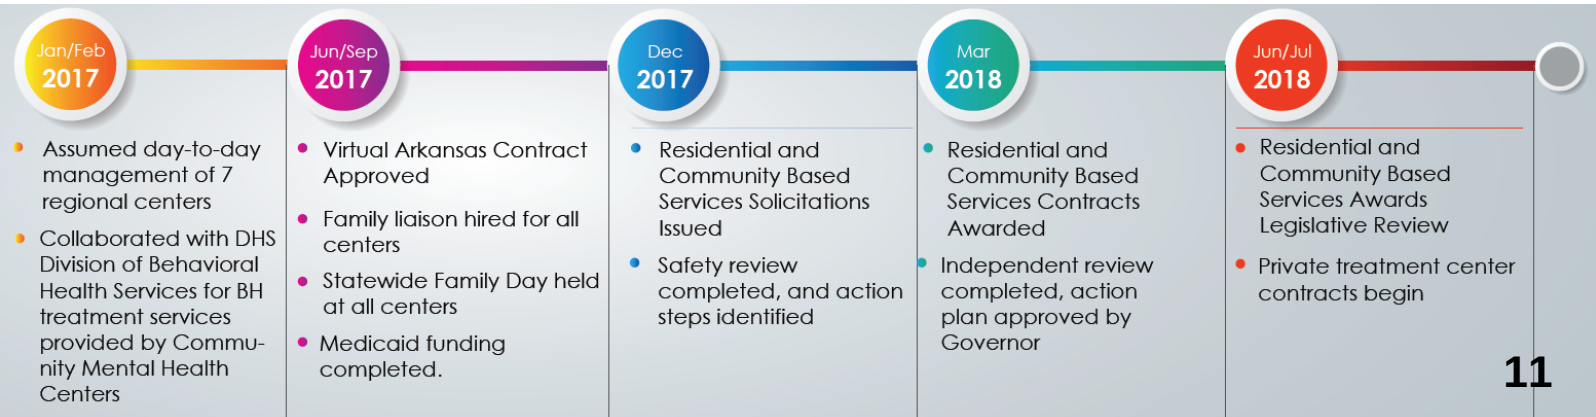 Jan/Feb
2017
Assumed day-to-day
management of 7
regional centers
Collaborated with DHS
Division of Behavioral
Health Services for BH
treatment services
provided by Commu-
nity Mental Health
Centers
Jun/Sep
2017
Virtual Arkansas Contract
Approved
Family liaison hired for all
centers
Statewide Family Day held
at all centers
Medicaid funding
completed.
Dec
2017
Residential and
Community Based
Services Solicitations
Issued
Safety review
completed, and action
steps identified
Mar
2018
Residential and
Community Based
Services Contracts
Awarded
Independent review
completed, action
plan approved by
Governor
Jun/Jul
2018
Residential and
Community Based
Services Awards
Legislative Review
Private treatment center
contracts begin
11